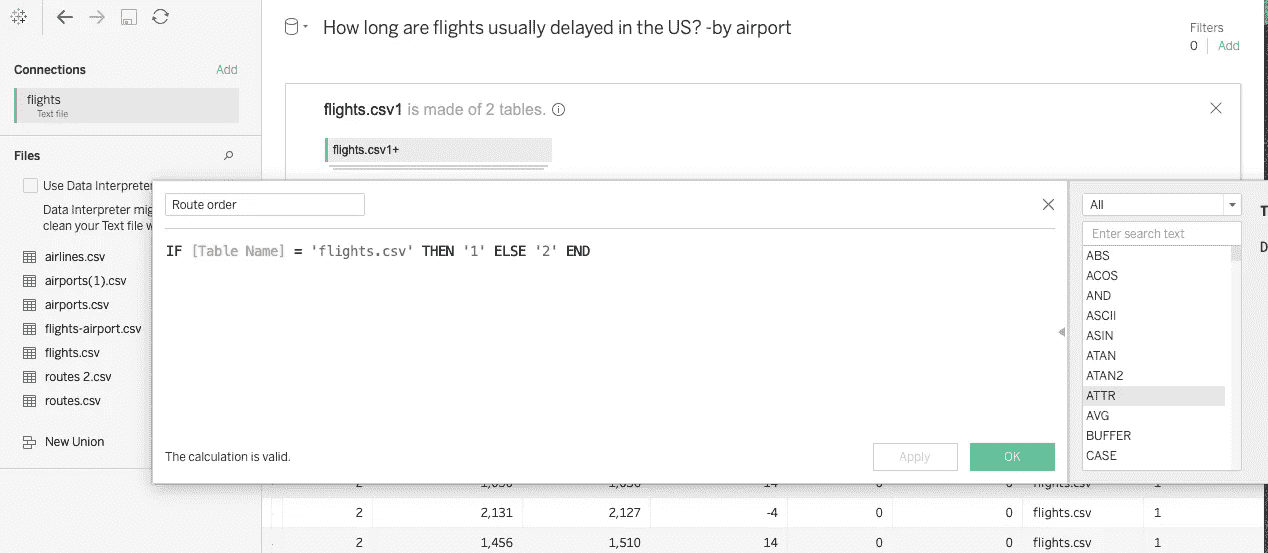 How long are flights usually delayed in the US? -by airport
Filters
0 Add
Connections Add
flights
Text file
flights.csv1 is made of 2 tables.
flights.csv1+
Files
Use Data Interpreter
Data Interpreter
clean your Text file
airlines.csv
airports(1).csv
airports.csv
flights-airport.csv
flights.csv
routes 2.csv
routes.csv
New Union
Route order
IF [Table Name] = 'flights.csv' THEN '1' ELSE '2' END
The calculation is valid.
Apply OK
All
Enter search text
ABS
ACOS
AND
ASCII
ASIN
ATAN
ATAN2
ATTR
AVG
BUFFER
CASE
2 14 0 0 flights.csv 1
2 2,131 2,127 -4 0 0 flights.csv 1
2 1,456 1,510 14 0 0 flights.csv 1